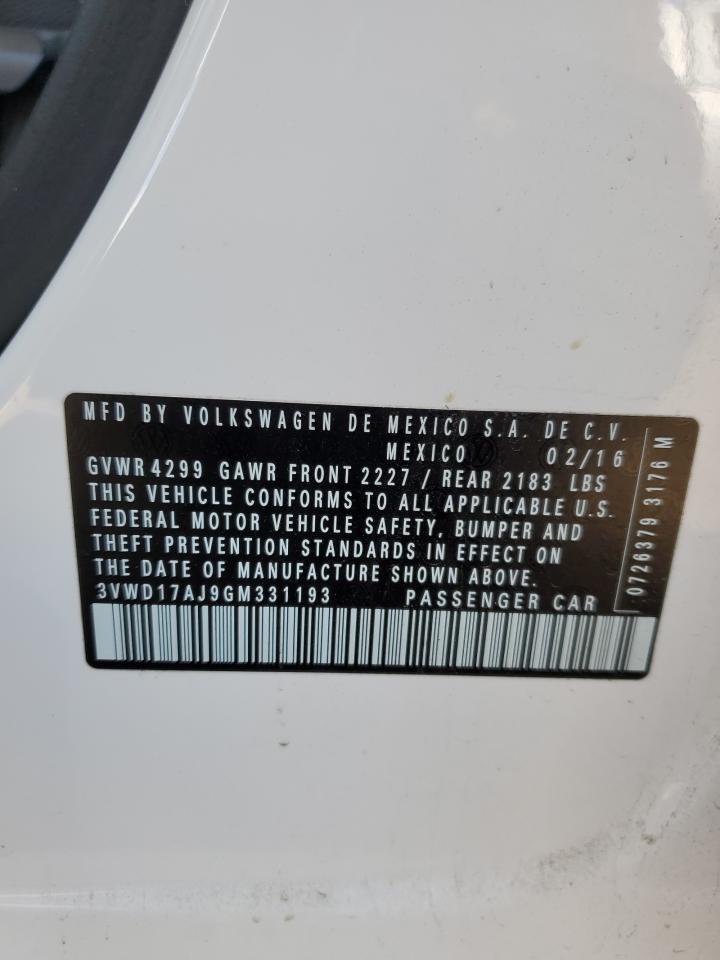 MFD BY VOLKSWAGEN DE MEXICO S.A. DE C.V.
MEXICO 02/16
GVWR 4299 GAWR FRONT 2227 / REAR 2183 LBS
THIS VEHICLE CONFORMS TO ALL APPLICABLE U.S.
FEDERAL MOTOR VEHICLE SAFETY, BUMPER AND
THEFT PREVENTION STANDARDS IN EFFECT ON
THE DATE OF MANUFACTURE SHOWN ABOVE.
3VWD17AJ9GM331193 PASSENGER CAR
0726379 3176 M